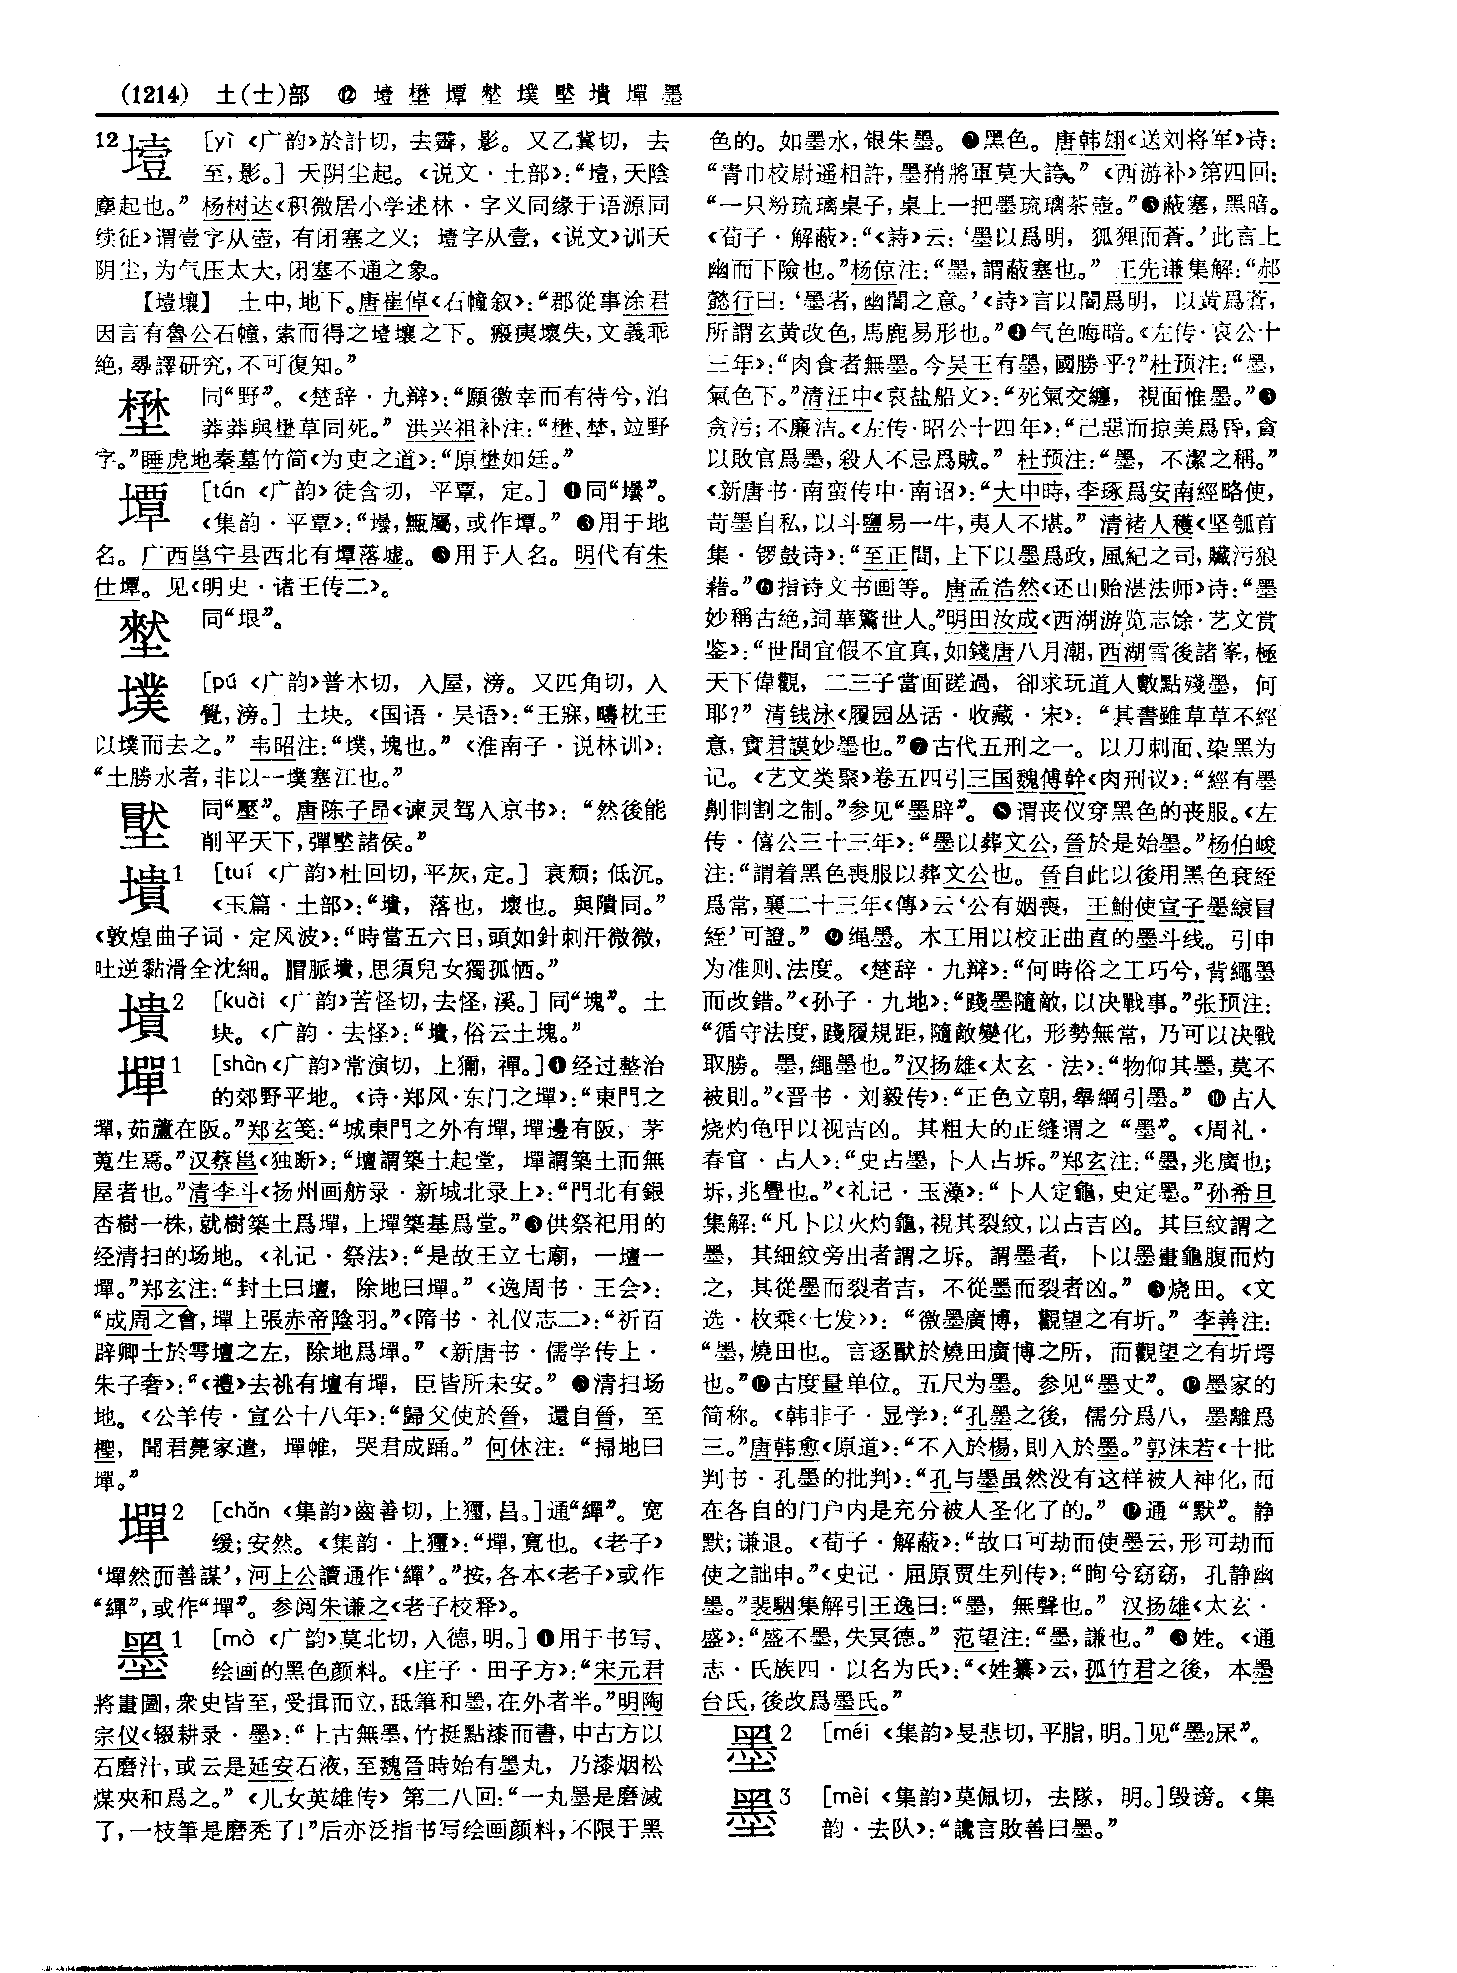 (1214) 土(士)部 ⑫ 墆 壄 墰 墪 墣 壂 墤 墠 墨
12 曀 [yì《广韵》於計切，去霽，影。又乙冀切，去
至，影。] 天阴尘起。《说文·土部》：“壇，天陰
塵起也。”杨树达《积微居小学述林·字义同缘于语源同
续征》谓壹字从壶，有闭塞之义；𡑞字从壹，《说文》训天
阴尘，为气压太大，闭塞不通之象。
【𡑞壤】 土中，地下。唐崔倬《石幢叙》：“郡從事涂君
因言有魯公石幢，索而得之𡑞壤之下。瘢痍壞失，文義乖
絶，尋譯研究，不可復知。”
壄 同“野”。《楚辞·九辩》：“願徼幸而有待兮，泊
莽莽與壄草同死。”洪兴祖补注：“壄、埜，竝野
字。”睡虎地秦墓竹简《为吏之道》：“原壄如廷。”
墰 [tán《广韵》徒含切，平覃，定。] ❶同“壜”。
《集韵·平覃》：“壜，甒屬，或作墰。”❷用于地
名。广西邕宁县西北有墰落墟。❸用于人名。明代有朱
仕墰。见《明史·诸王传二》。
同“垠”。
墣 [pú《广韵》普木切，入屋，滂。又匹角切，入
覺，滂。] 土块。《国语·吴语》：“王寐，疇枕王
以墣而去之。”韦昭注：“墣，塊也。”《淮南子·说林训》：
“土勝水者，非以一墣塞江也。”
同“壓”。唐陈子昂《谏灵驾入京书》：“然後能
削平天下，彈壓諸侯。”
墤1 [tuí《广韵》杜回切，平灰，定。] 衰颓；低沉。
《玉篇·土部》：“墤，落也，壞也。與隤同。”
《敦煌曲子词·定风波》：“時當五六日，頭如針刺汗微微，
吐逆黏滑全沈細。胭脈墤，思須兒女獨孤恓。”
墤2 [kuài《广韵》苦怪切，去怪，溪。] 同“塊”。土
块。《广韵·去怪》：“墤，俗云土塊。”
墠1 [shàn《广韵》常演切，上獮，禪。] ❶经过整治
的郊野平地。《诗·郑风·东门之墠》：“東門之
墠，茹藘在阪。”郑玄笺：“城東門之外有墠，墠邊有阪，茅
蒐生焉。”汉蔡邕《独断》：“壇謂築土起堂，墠謂築土而無
屋者也。”清李斗《扬州画舫录·新城北录上》：“門北有銀
杏樹一株，就樹築土爲墠，上墠築基爲堂。”❷供祭祀用的
经清扫的场地。《礼记·祭法》：“是故王立七廟，一壇一
墠。”郑玄注：“封土曰壇，除地曰墠。”《逸周书·王会》：
“成周之會，墠上張赤帝陰羽。”《隋书·礼仪志二》：“祈百
辟卿士於雩壇之左，除地爲墠。”《新唐书·儒学传上·
朱子奢》：“《禮》去祧有壇有墠，臣皆所未安。”❸清扫场
地。《公羊传·宣公十八年》：“歸父使於晉，還自晉，至
檉，聞君薨家遣，墠帷，哭君成踊。”何休注：“掃地曰
墠。”
墠2 [chǎn《集韵》齒善切，上獮，昌。] 通“繟”。宽
缓；安然。《集韵·上獮》：“墠，寬也。《老子》
‘墠然而善謀’，河上公讀通作‘繟’。”按，各本《老子》或作
“繟”，或作“墠”。参阅朱谦之《老子校释》。
墨1 [mò《广韵》莫北切，入德，明。] ❶用于书写、
绘画的黑色颜料。《庄子·田子方》：“宋元君
將畫圖，衆史皆至，受揖而立，舐筆和墨，在外者半。”明陶
宗仪《辍耕录·墨》：“上古無墨，竹挺點漆而書，中古方以
石磨汁，或云是延安石液，至魏晉時始有墨丸，乃漆烟松
煤夾和爲之。”《儿女英雄传》第二八回：“一丸墨是磨滅
了，一枝筆是磨秃了！”后亦泛指书写绘画颜料，不限于黑
色的。如墨水，银朱墨。❷黑色。唐韩翃《送刘将军》诗：
“青巾校尉遥相許，墨矟將軍莫大誇。”《西游补》第四回：
“一只粉琉璃桌子，桌上一把墨琉璃茶壺。”❸蔽塞，黑暗。
《荀子·解蔽》：“《詩》云：‘墨以爲明，狐狸而蒼。’此言上
幽而下險也。”杨倞注：“墨，謂蔽塞也。”王先谦集解：“郝
懿行曰：‘墨者，幽闇之意。’《詩》言以闇爲明，以黄爲蒼，
所謂玄黄改色，馬鹿易形也。”❹气色晦暗。《左传·哀公十
三年》：“肉食者無墨。今吴王有墨，國勝乎？”杜预注：“墨，
氣色下。”清汪中《哀盐船文》：“死氣交纏，視面惟墨。”❺
贪污；不廉洁。《左传·昭公十四年》：“己惡而掠美爲昏，貪
以敗官爲墨，殺人不忌爲賊。”杜预注：“墨，不潔之稱。”
《新唐书·南蛮传中·南诏》：“大中時，李琢爲安南經略使，
苛墨自私，以斗鹽易一牛，夷人不堪。”清褚人穫《坚瓠首
集·锣鼓诗》：“至正間，上下以墨爲政，風紀之司，贓污狼
藉。”❻指诗文书画等。唐孟浩然《还山贻湛法师》诗：“墨
妙稱古絶，詞華驚世人。”明田汝成《西湖游览志馀·艺文赏
鉴》：“世間宜假不宜真，如錢唐八月潮，西湖雪後諸峯，極
天下偉觀，二三子當面蹉過，卻求玩道人數點殘墨，何
耶？”清钱泳《履园丛话·收藏·宋》：“其書雖草草不經
意，實君謨妙墨也。”❼古代五刑之一。以刀刺面、染黑为
记。《艺文类聚》卷五四引三国魏傅幹《肉刑议》：“經有墨
劓剕割之制。”参见“墨辟”。❽谓丧仪穿黑色的丧服。《左
传·僖公三十三年》：“墨以葬文公，晉於是始墨。”杨伯峻
注：“謂着黑色喪服以葬文公也。晉自此以後用黑色衰絰
爲常，襄二十三年《傳》云‘公有姻喪，王鮒使宣子墨縗冒
絰’可證。”❾绳墨。木工用以校正曲直的墨斗线。引申
为准则、法度。《楚辞·九辩》：“何時俗之工巧兮，背繩墨
而改錯。”《孙子·九地》：“踐墨隨敵，以决戰事。”张预注：
“循守法度，踐履規距，隨敵變化，形勢無常，乃可以决戰
取勝。墨，繩墨也。”汉扬雄《太玄·法》：“物仰其墨，莫不
被則。”《晋书·刘毅传》：“正色立朝，舉綱引墨。”❿占人
烧灼龟甲以视吉凶。其粗大的正缝谓之“墨”。《周礼·
春官·占人》：“史占墨，卜人占坼。”郑玄注：“墨，兆廣也；
坼，兆舋也。”《礼记·玉藻》：“卜人定龜，史定墨。”孙希旦
集解：“凡卜以火灼龜，視其裂紋，以占吉凶。其巨紋謂之
墨，其細紋旁出者謂之坼。謂墨者，卜以墨畫龜腹而灼
之，其從墨而裂者吉，不從墨而裂者凶。”⓫烧田。《文
选·枚乘〈七发〉》：“徼墨廣博，觀望之有圻。”李善注：
“墨，燒田也。言逐獸於燒田廣博之所，而觀望之有圻堮
也。”⓬古度量单位。五尺为墨。参见“墨丈”。⓭墨家的
简称。《韩非子·显学》：“孔墨之後，儒分爲八，墨離爲
三。”唐韩愈《原道》：“不入於楊，則入於墨。”郭沫若《十批
判书·孔墨的批判》：“孔与墨虽然没有这样被人神化，而
在各自的门户内是充分被人圣化了的。”⓮通“默”。静
默；谦退。《荀子·解蔽》：“故口可劫而使墨云，形可劫而
使之詘申。”《史记·屈原贾生列传》：“眴兮窈窈，孔静幽
墨。”裴駰集解引王逸曰：“墨，無聲也。”汉扬雄《太玄·
盛》：“盛不墨，失冥德。”范望注：“墨，謙也。”⓯姓。《通
志·氏族四·以名为氏》：“《姓纂》云，孤竹君之後，本墨
台氏，後改爲墨氏。”
墨2 [méi《集韵》旻悲切，平脂，明。] 见“墨2尿”。
墨3 [mèi《集韵》莫佩切，去隊，明。] 毁谤。《集
韵·去队》：“讒言敗善曰墨。”